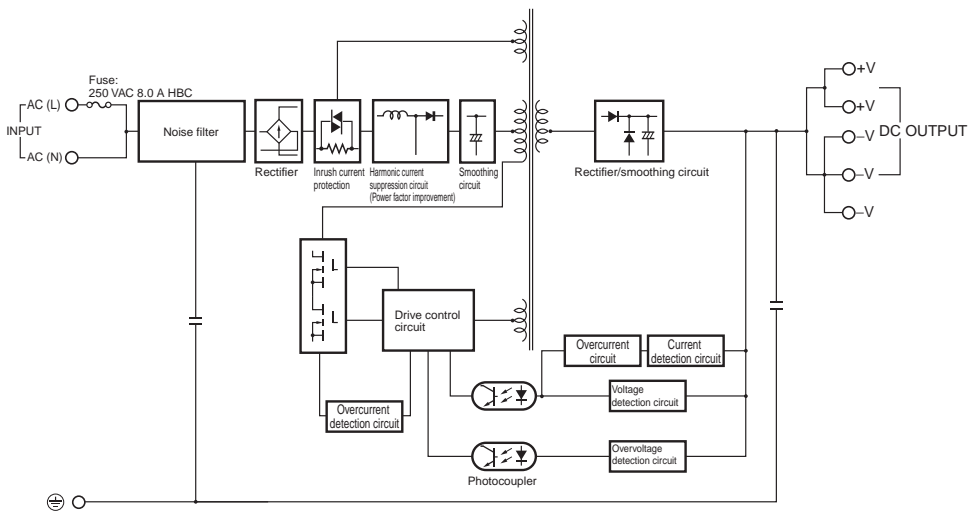 Fuse:
250 VAC 8.0 A HBC
AC (L)
INPUT
AC (N)
Noise filter
Rectifier
Inrush current
protection
Harmonic current
suppression circuit
(Power factor improvement)
Smoothing
circuit
Rectifier/smoothing circuit
+V
+V
–V
DC OUTPUT
–V
–V
Drive control
circuit
Overcurrent
detection circuit
Overcurrent
circuit
Current
detection circuit
Voltage
detection circuit
Overvoltage
detection circuit
Photocoupler